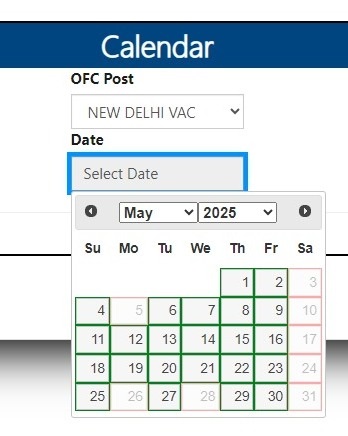 Calendar
OFC Post
NEW DELHI VAC
Date
Select Date
May 2025
Su Mo Tu We Th Fr Sa
1 2 3
4 5 6 7 8 9 10
11 12 13 14 15 16 17
18 19 20 21 22 23 24
25 26 27 28 29 30 31